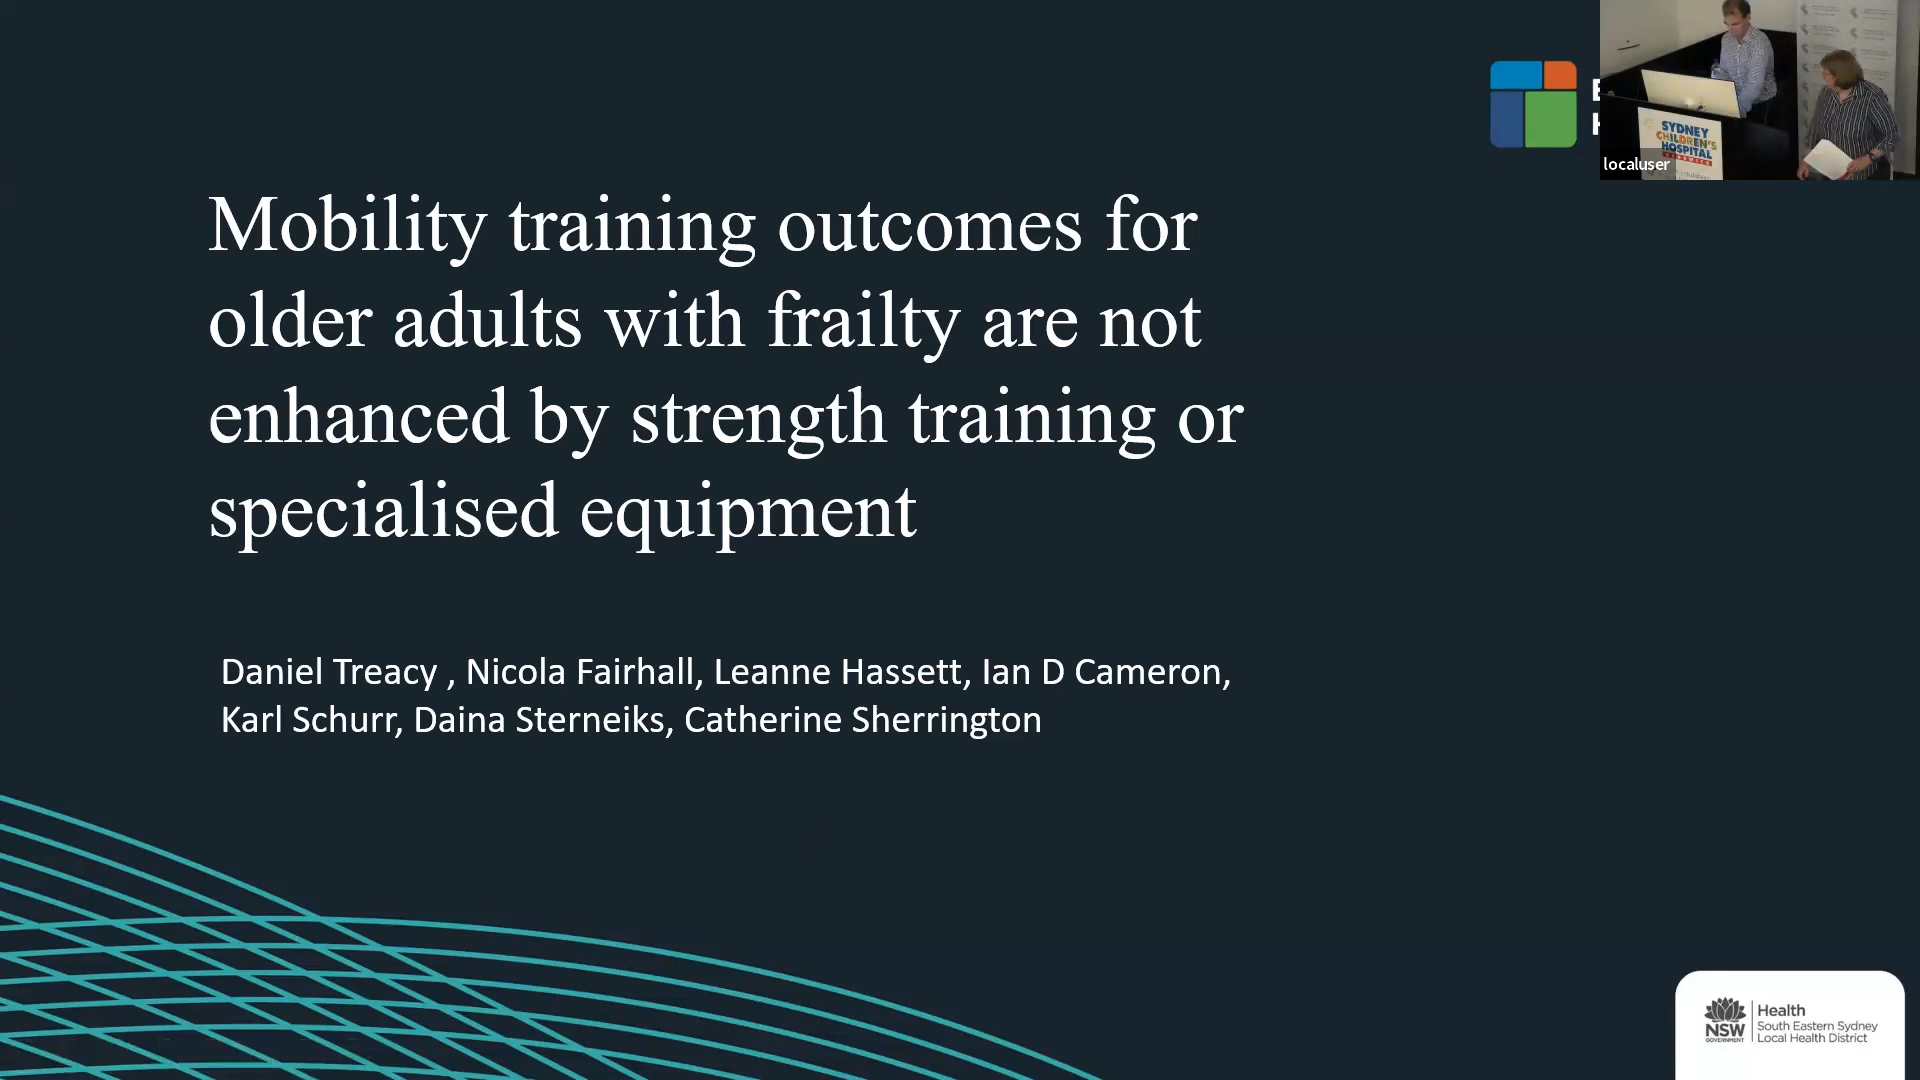 Mobility training outcomes for
older adults with frailty are not
enhanced by strength training or
specialised equipment
Daniel Treacy , Nicola Fairhall, Leanne Hassett, Ian D Cameron,
Karl Schurr, Daina Sterneiks, Catherine Sherrington
SYDNEY
CHILDREN'S
HOSPITAL
localuser
NSW
GOVERNMENT
Health
South Eastern Sydney
Local Health District